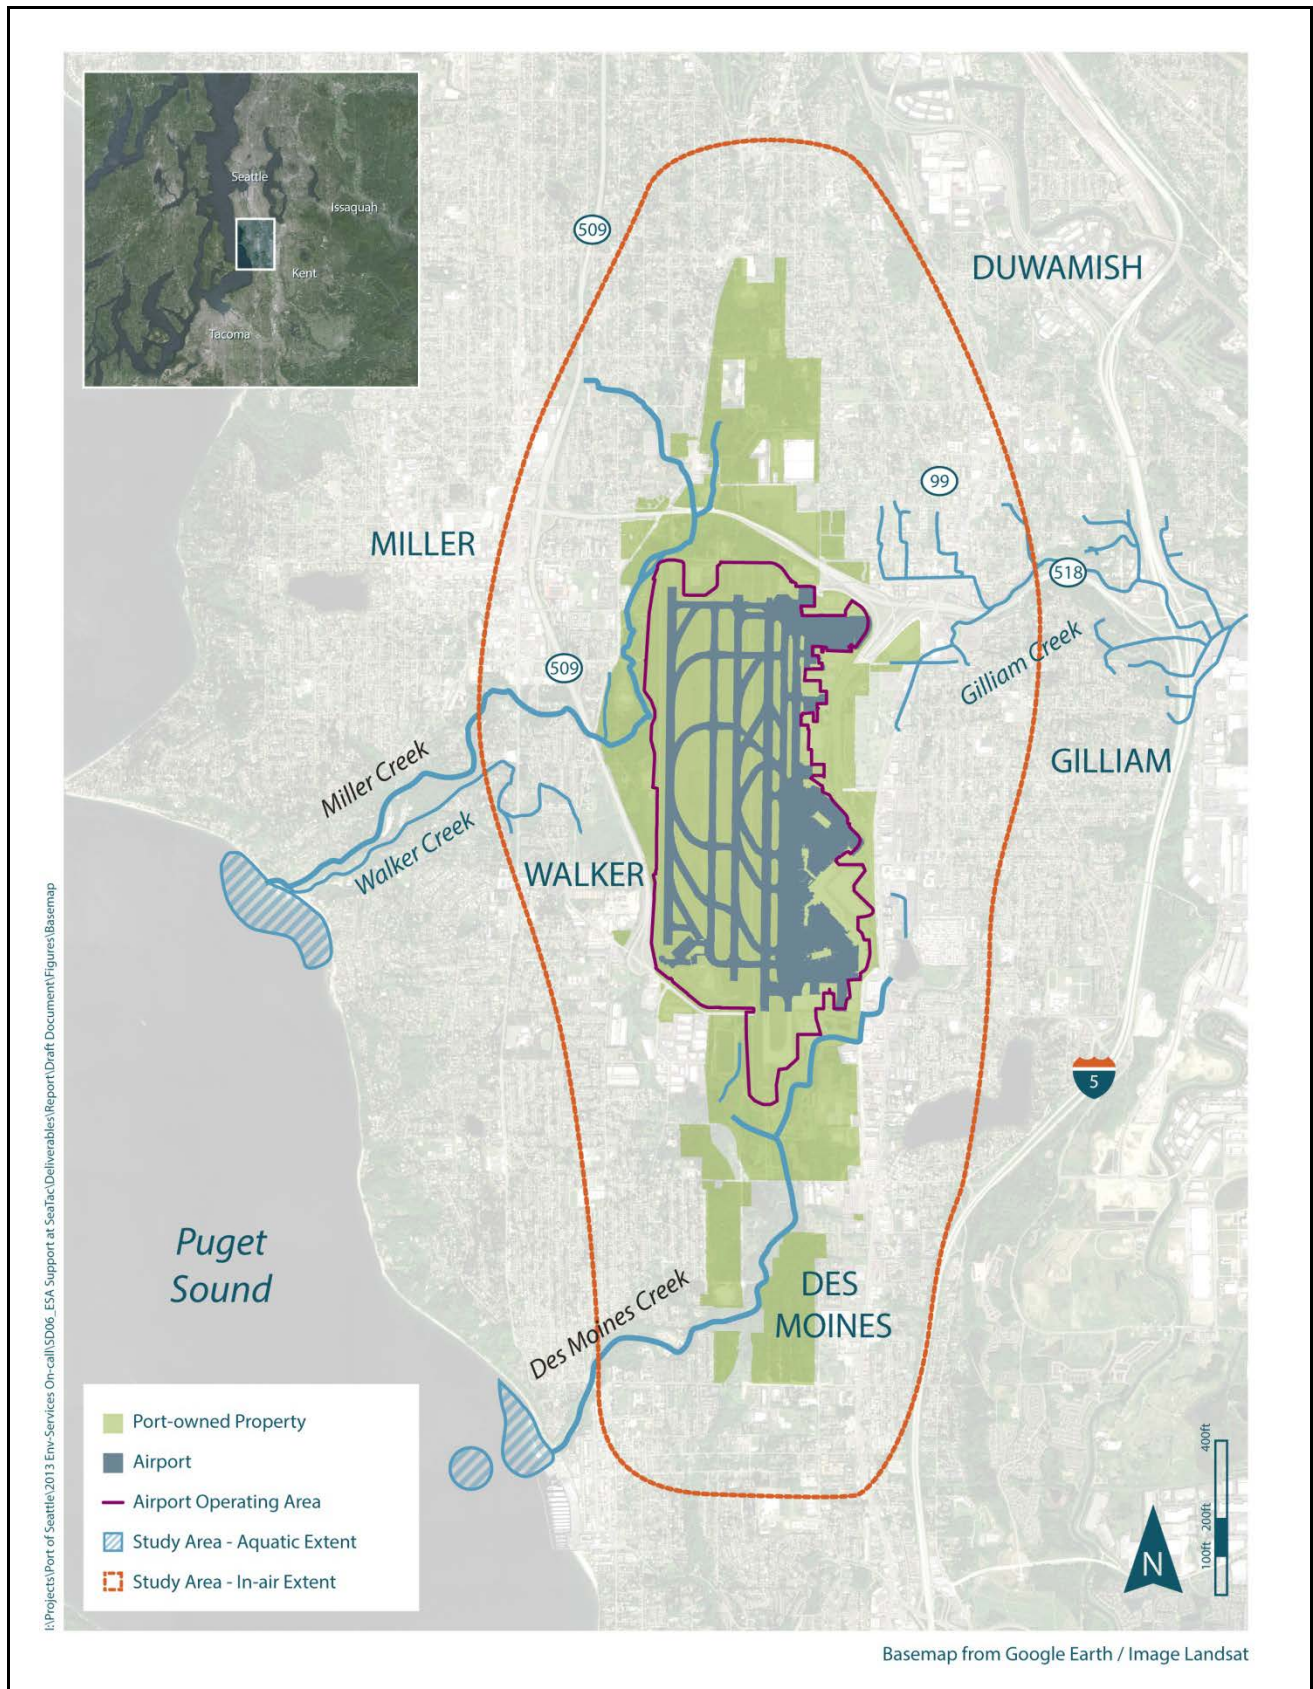 Seattle
Issaquah
Kent
Tacoma
509
DUWAMISH
99
MILLER
518
509
Gilliam Creek
GILLIAM
Miller Creek
Walker Creek
WALKER
5
Puget
Sound
Des Moines Creek
DES
MOINES
Port-owned Property
Airport
Airport Operating Area
Study Area - Aquatic Extent
Study Area - In-air Extent
N
100ft 200ft 400ft
I:\Projects\Port of Seattle\2013 Env-Services On-call\SD06_ESA Support at SeaTac\Deliverables\Report\Draft Document\Figures\Basemap
Basemap from Google Earth / Image Landsat